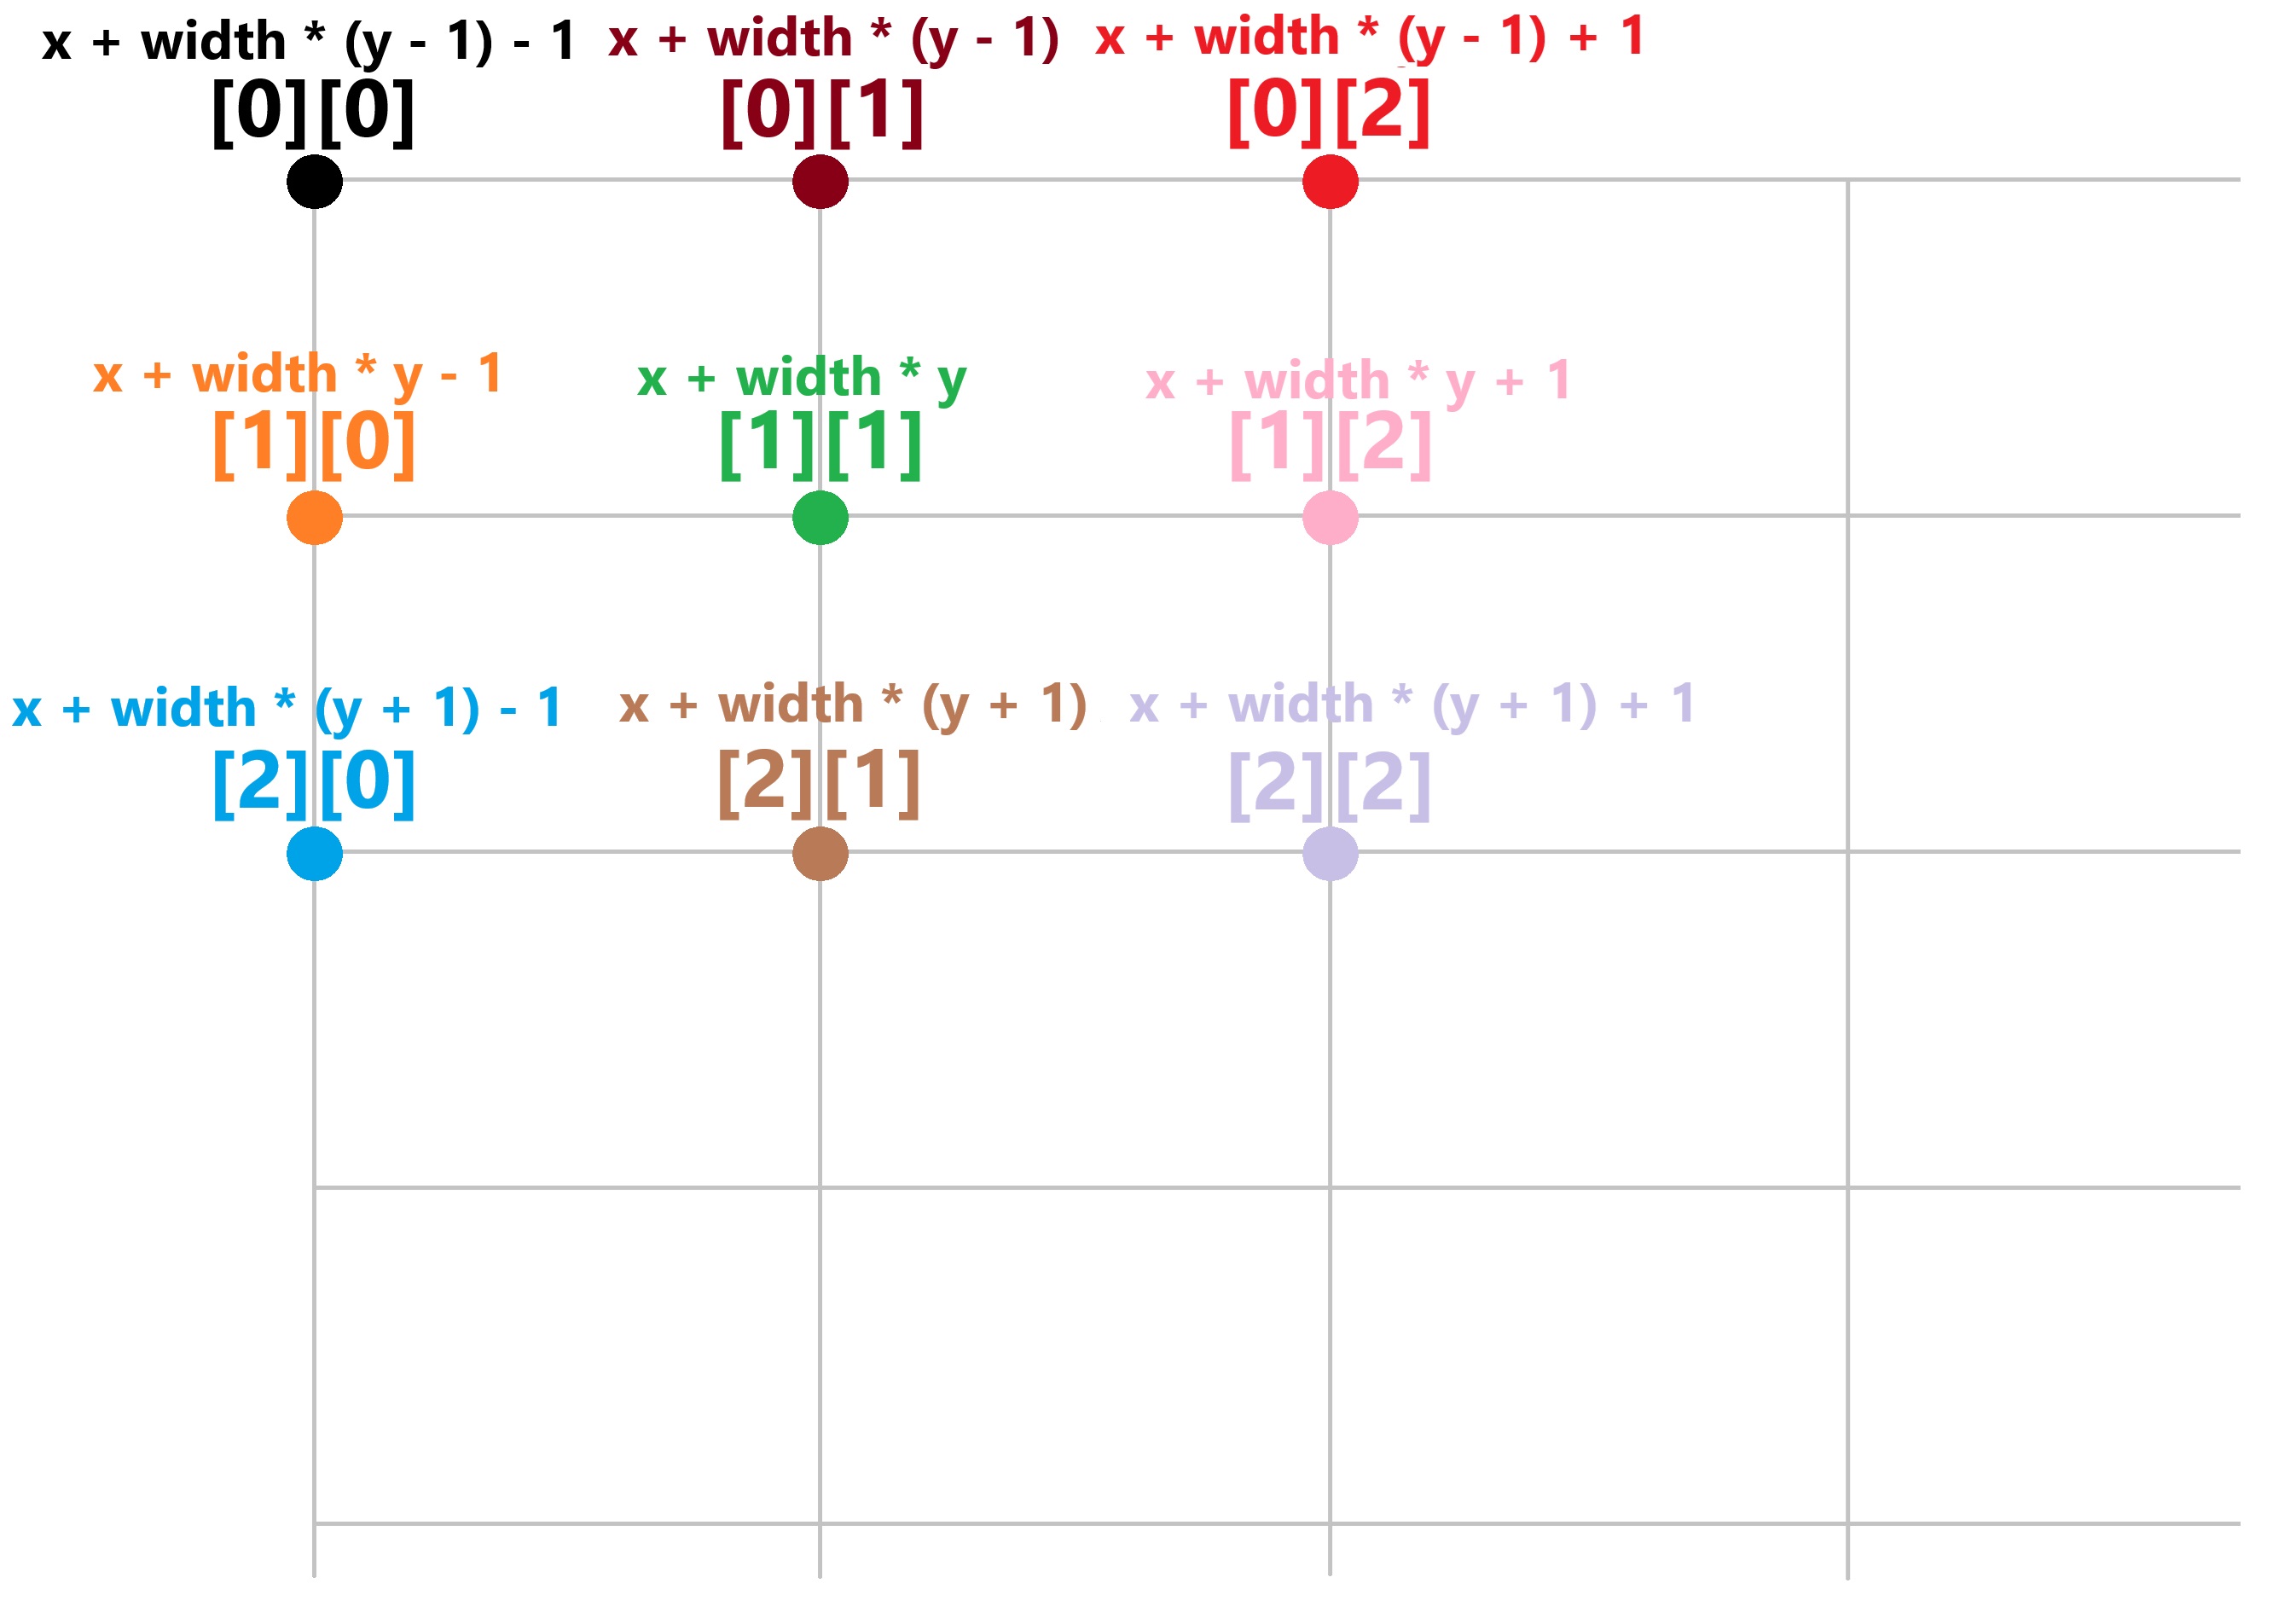 x + width * (y - 1) - 1
x + width * (y - 1)
x + width * (y - 1) + 1
[0][0]
[0][1]
[0][2]
x + width * y - 1
x + width * y
x + width * y + 1
[1][0]
[1][1]
[1][2]
x + width * (y + 1) - 1
x + width * (y + 1)
x + width * (y + 1) + 1
[2][0]
[2][1]
[2][2]